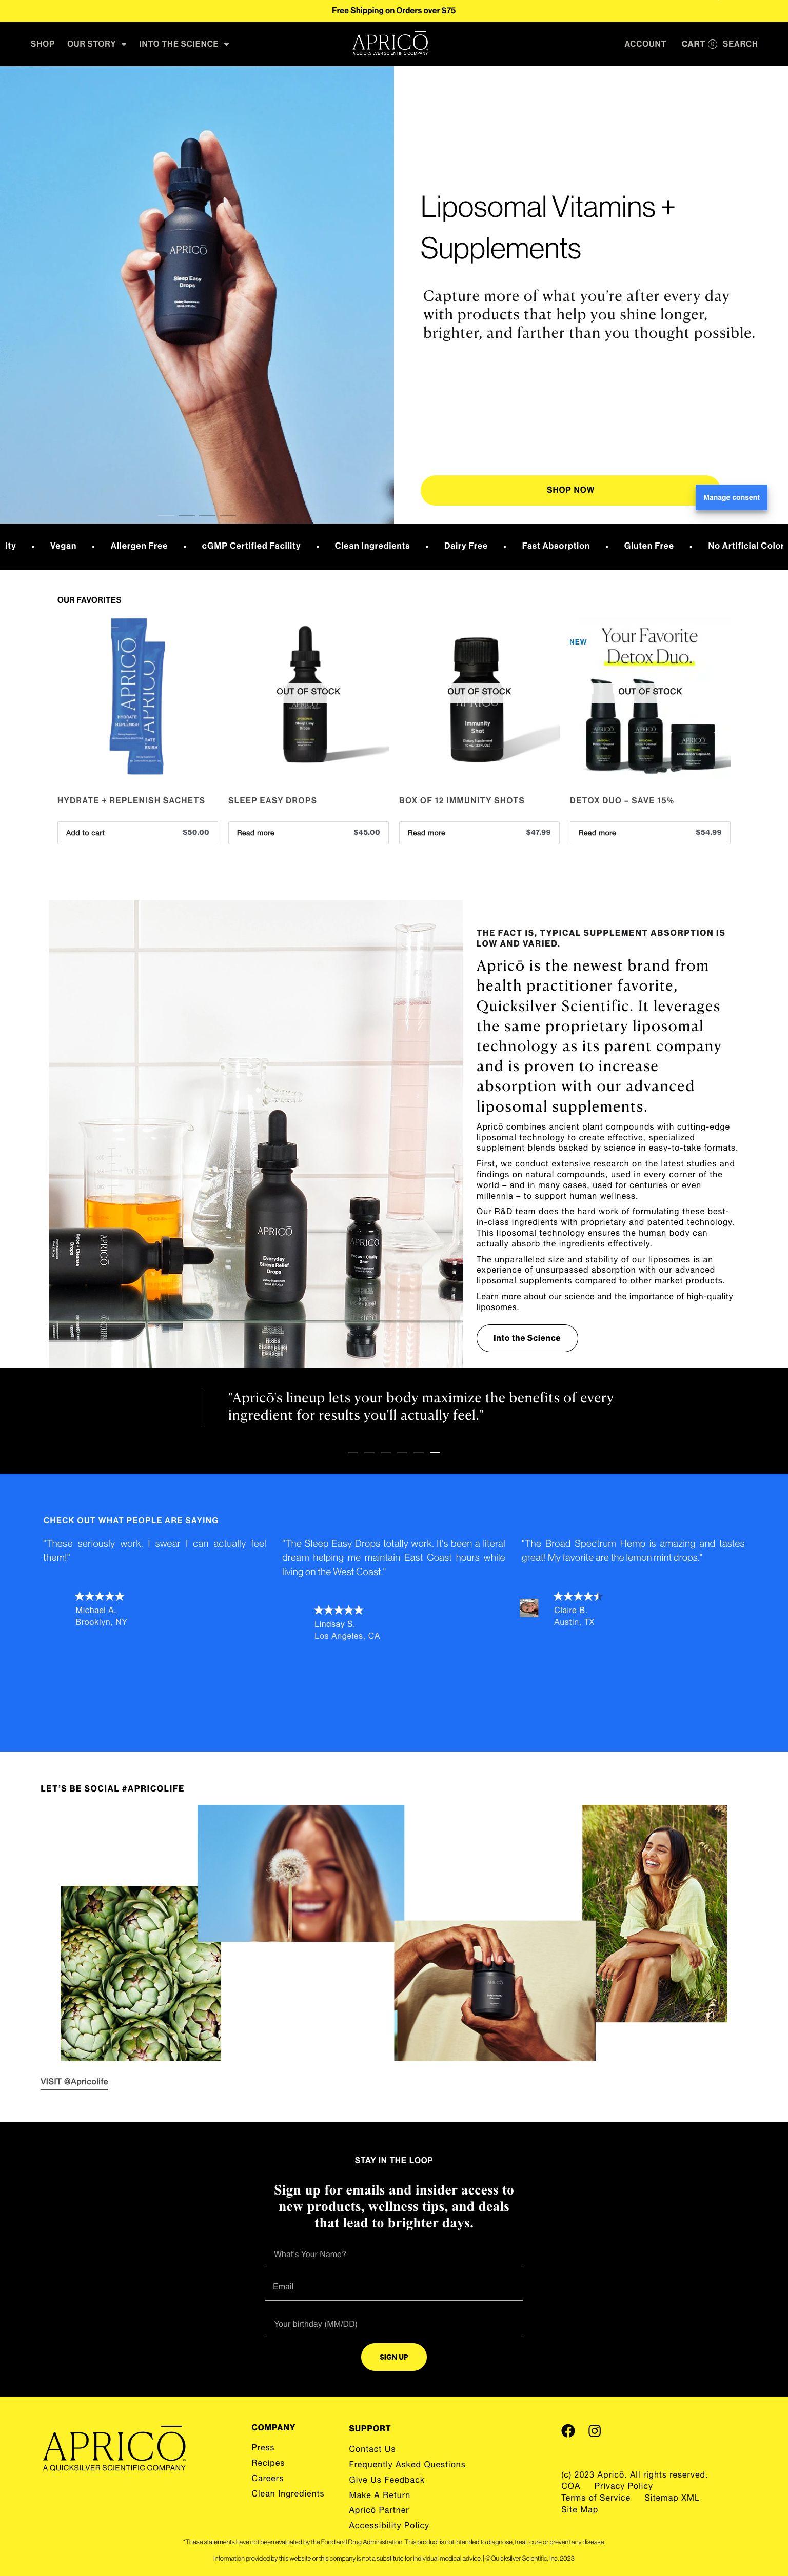 Free Shipping on Orders over $75
SHOP OUR STORY INTO THE SCIENCE
APRICŌ
A QUICKSILVER SCIENTIFIC COMPANY
ACCOUNT CART 0 SEARCH
APRICŌ
Sleep Easy
Drops
Liposomal Vitamins +
Supplements
Capture more of what you're after every day
with products that help you shine longer,
brighter, and farther than you thought possible.
SHOP NOW
Manage consent
ity • Vegan • Allergen Free • cGMP Certified Facility • Clean Ingredients • Dairy Free • Fast Absorption • Gluten Free • No Artificial Color
OUR FAVORITES
APRICŌ
HYDRATE +
REPLENISH
APRICŌ
OUT OF STOCK
Sleep Easy
Drops
OUT OF STOCK
APRICŌ
Immunity
Shot
NEW
Your Favorite
Detox Duo.
OUT OF STOCK
HYDRATE + REPLENISH SACHETS
SLEEP EASY DROPS
BOX OF 12 IMMUNITY SHOTS
DETOX DUO – SAVE 15%
Add to cart $50.00
Read more $45.00
Read more $47.99
Read more $54.99
APRICŌ
Everyday
Stress Relief
Drops
APRICŌ
Focus + Clarity
Shot
APRICŌ
Detox + Cleanse
Drops
THE FACT IS, TYPICAL SUPPLEMENT ABSORPTION IS
LOW AND VARIED.
Apricō is the newest brand from
health practitioner favorite,
Quicksilver Scientific. It leverages
the same proprietary liposomal
technology as its parent company
and is proven to increase
absorption with our advanced
liposomal supplements.
Apricō combines ancient plant compounds with cutting-edge
liposomal technology to create effective, specialized
supplement blends backed by science in easy-to-take formats.
First, we conduct extensive research on the latest studies and
findings on natural compounds, used in every corner of the
world – and in many cases, used for centuries or even
millennia – to support human wellness.
Our R&D team does the hard work of formulating these best-
in-class ingredients with proprietary and patented technology.
This liposomal technology ensures the human body can
actually absorb the ingredients effectively.
The unparalleled size and stability of our liposomes is an
experience of unsurpassed absorption with our advanced
liposomal supplements compared to other market products.
Learn more about our science and the importance of high-quality
liposomes.
Into the Science
"Apricō's lineup lets your body maximize the benefits of every
ingredient for results you'll actually feel."
CHECK OUT WHAT PEOPLE ARE SAYING
"These seriously work. I swear I can actually feel
them!"
Michael A.
Brooklyn, NY
"The Sleep Easy Drops totally work. It's been a literal
dream helping me maintain East Coast hours while
living on the West Coast."
Lindsay S.
Los Angeles, CA
"The Broad Spectrum Hemp is amazing and tastes
great! My favorite are the lemon mint drops."
Claire B.
Austin, TX
LET'S BE SOCIAL #APRICOLIFE
APRICŌ
VISIT @Apricolife
STAY IN THE LOOP
Sign up for emails and insider access to
new products, wellness tips, and deals
that lead to brighter days.
What's Your Name?
Email
Your birthday (MM/DD)
SIGN UP
APRICŌ
A QUICKSILVER SCIENTIFIC COMPANY
COMPANY
Press
Recipes
Careers
Clean Ingredients
SUPPORT
Contact Us
Frequently Asked Questions
Give Us Feedback
Make A Return
Apricō Partner
Accessibility Policy
(c) 2023 Apricō. All rights reserved.
COA Privacy Policy
Terms of Service Sitemap XML
Site Map
"These statements have not been evaluated by the Food and Drug Administration. This product is not intended to diagnose, treat, cure or prevent any disease.
Information provided by this website or this company is not a substitute for individual medical advice. | ©Quicksilver Scientific, Inc. 2023